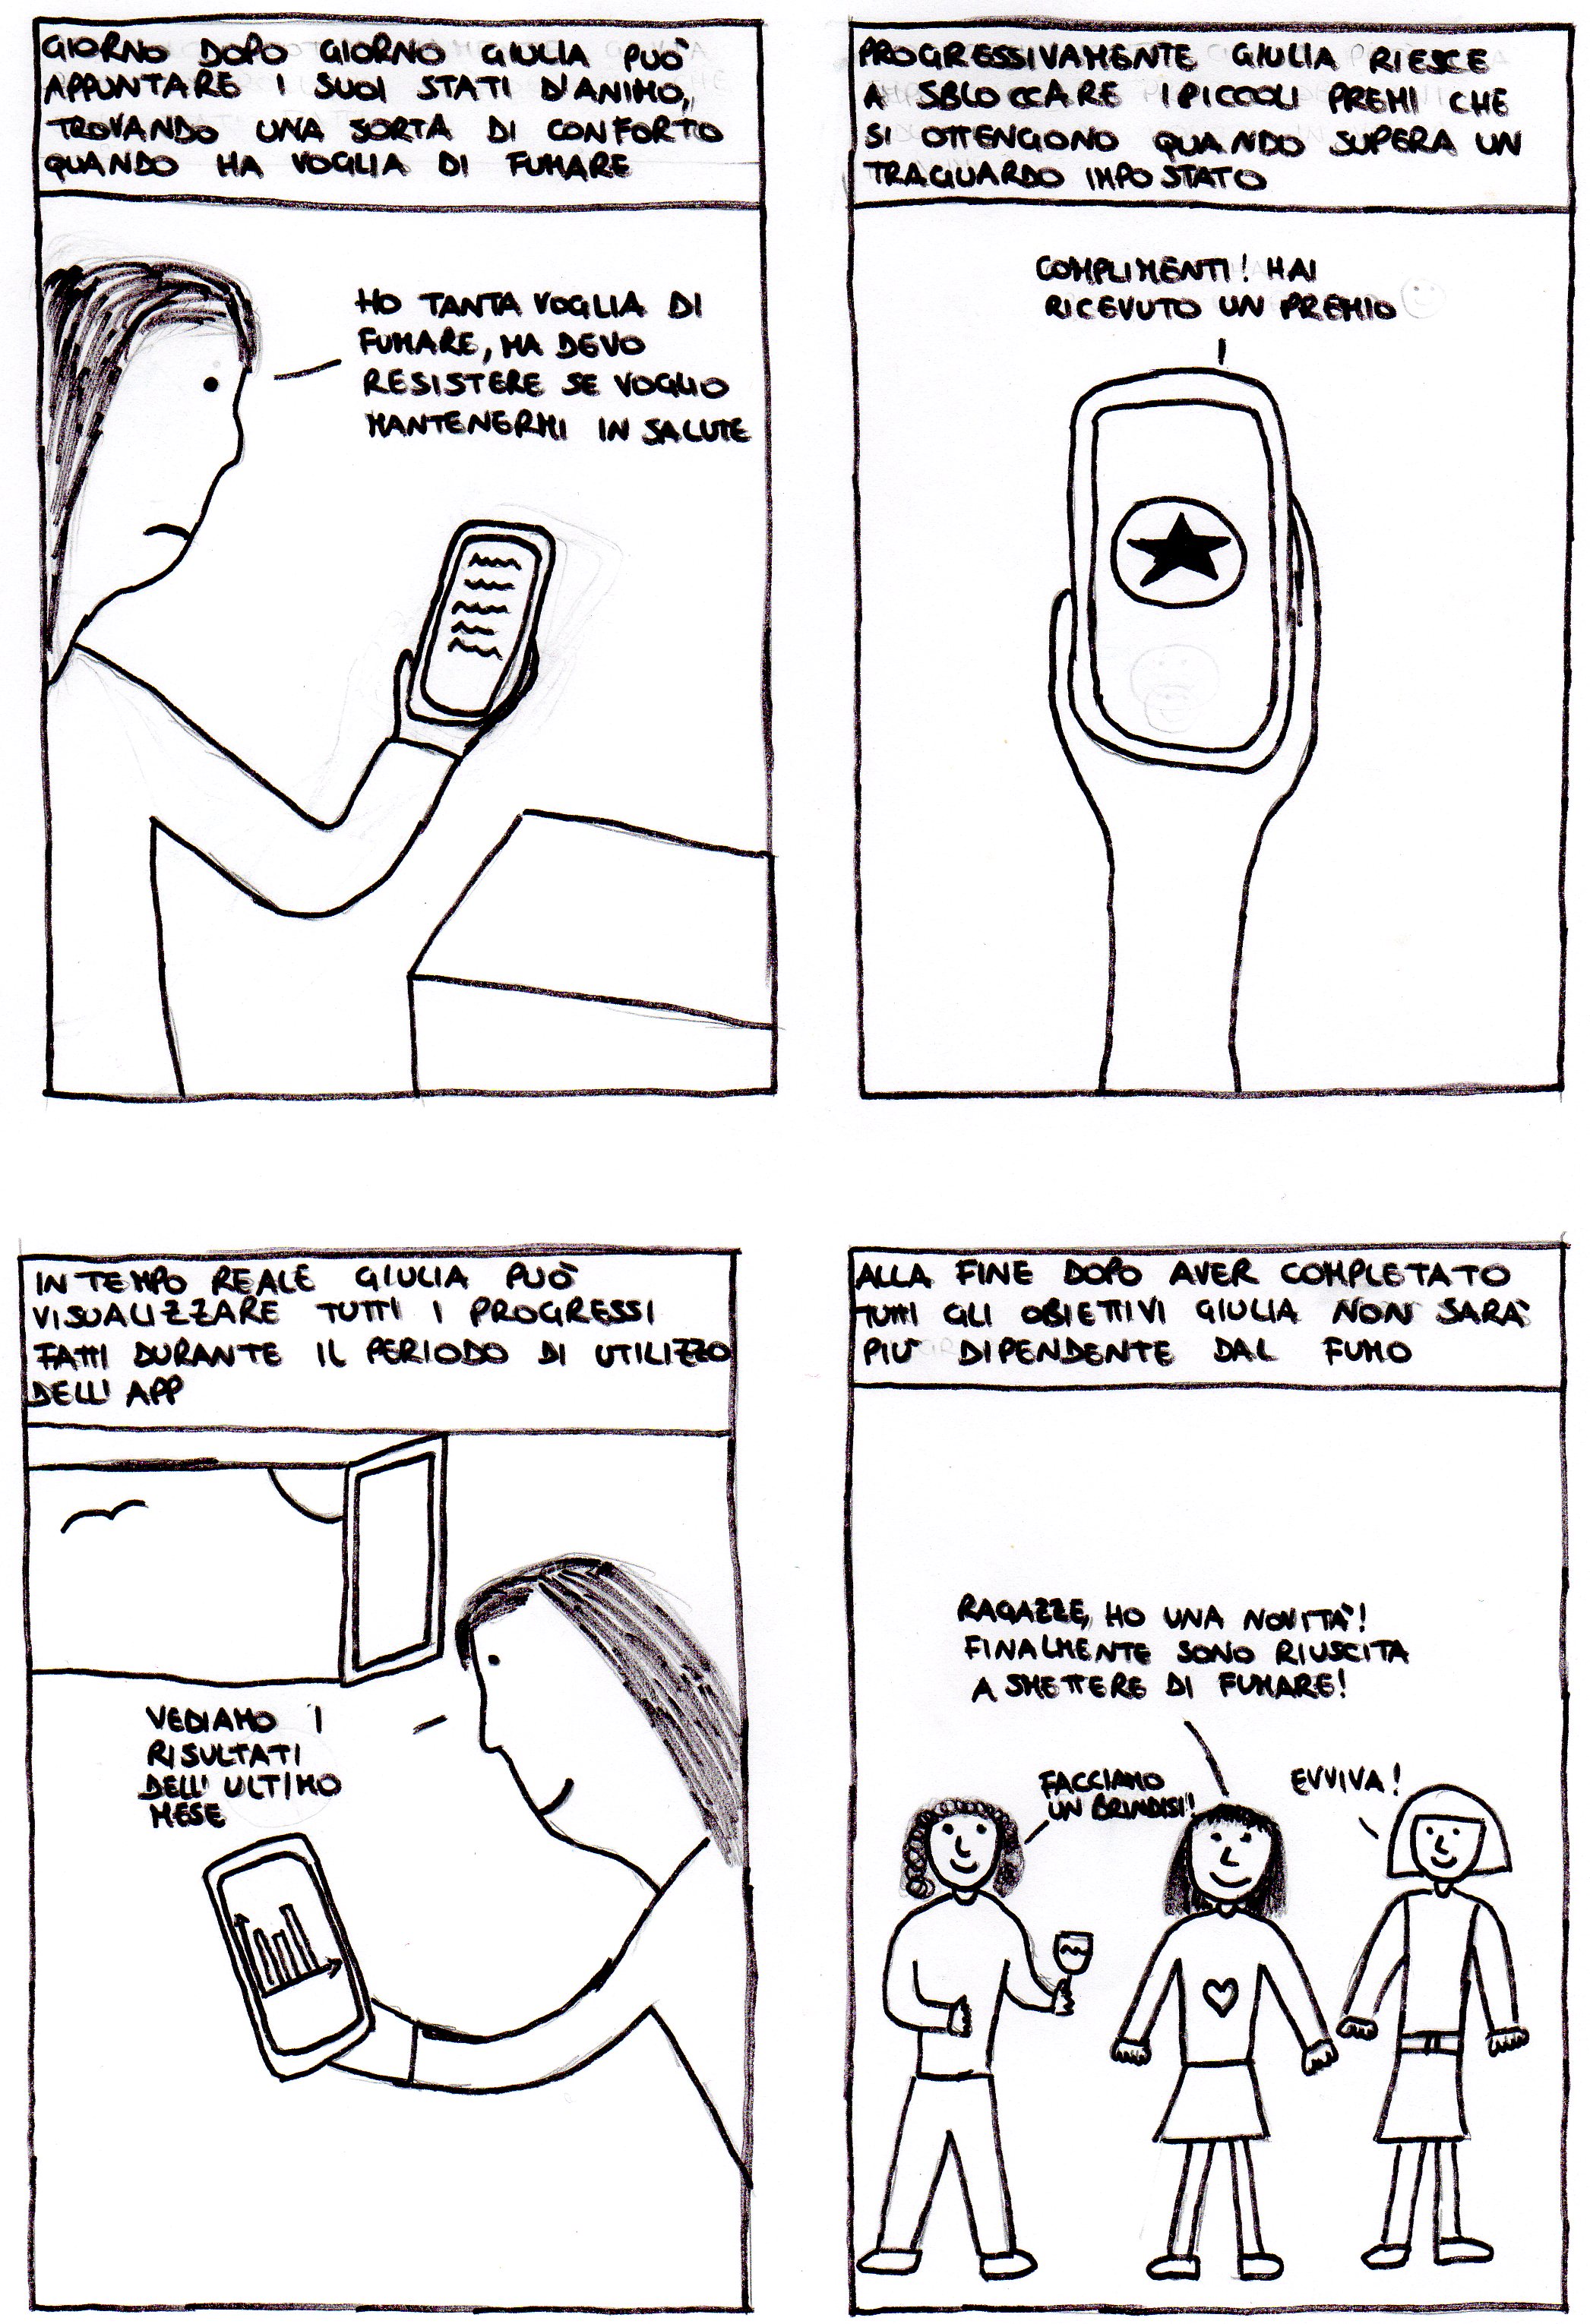 GIORNO DOPO GIORNO GIULIA PUÒ
APPUNTARE I SUOI STATI D'ANIMO,
TROVANDO UNA SORTA DI CONFORTO
QUANDO HA VOGLIA DI FUMARE
HO TANTA VOGLIA DI
FUMARE, MA DEVO
RESISTERE SE VOGLIO
MANTENERMI IN SALUTE
PROGRESSIVAMENTE GIULIA RIESCE
A SBLOCCARE I PICCOLI PREMI CHE
SI OTTENGONO QUANDO SUPERA UN
TRAGUARDO IMPOSTATO
COMPLIMENTI! HAI
RICEVUTO UN PREMIO
IN TEMPO REALE GIULIA PUÒ
VISUALIZZARE TUTTI I PROGRESSI
FATTI DURANTE IL PERIODO DI UTILIZZO
DELL'APP
VEDIAMO I
RISULTATI
DELL'ULTIMO
MESE
ALLA FINE DOPO AVER COMPLETATO
TUTTI GLI OBIETTIVI GIULIA NON SARÀ
PIÙ DIPENDENTE DAL FUMO
RAGAZZE, HO UNA NOVITÀ!
FINALMENTE SONO RIUSCITA
A SMETTERE DI FUMARE!
FACCIAMO
UN BRINDISI!
EVVIVA!